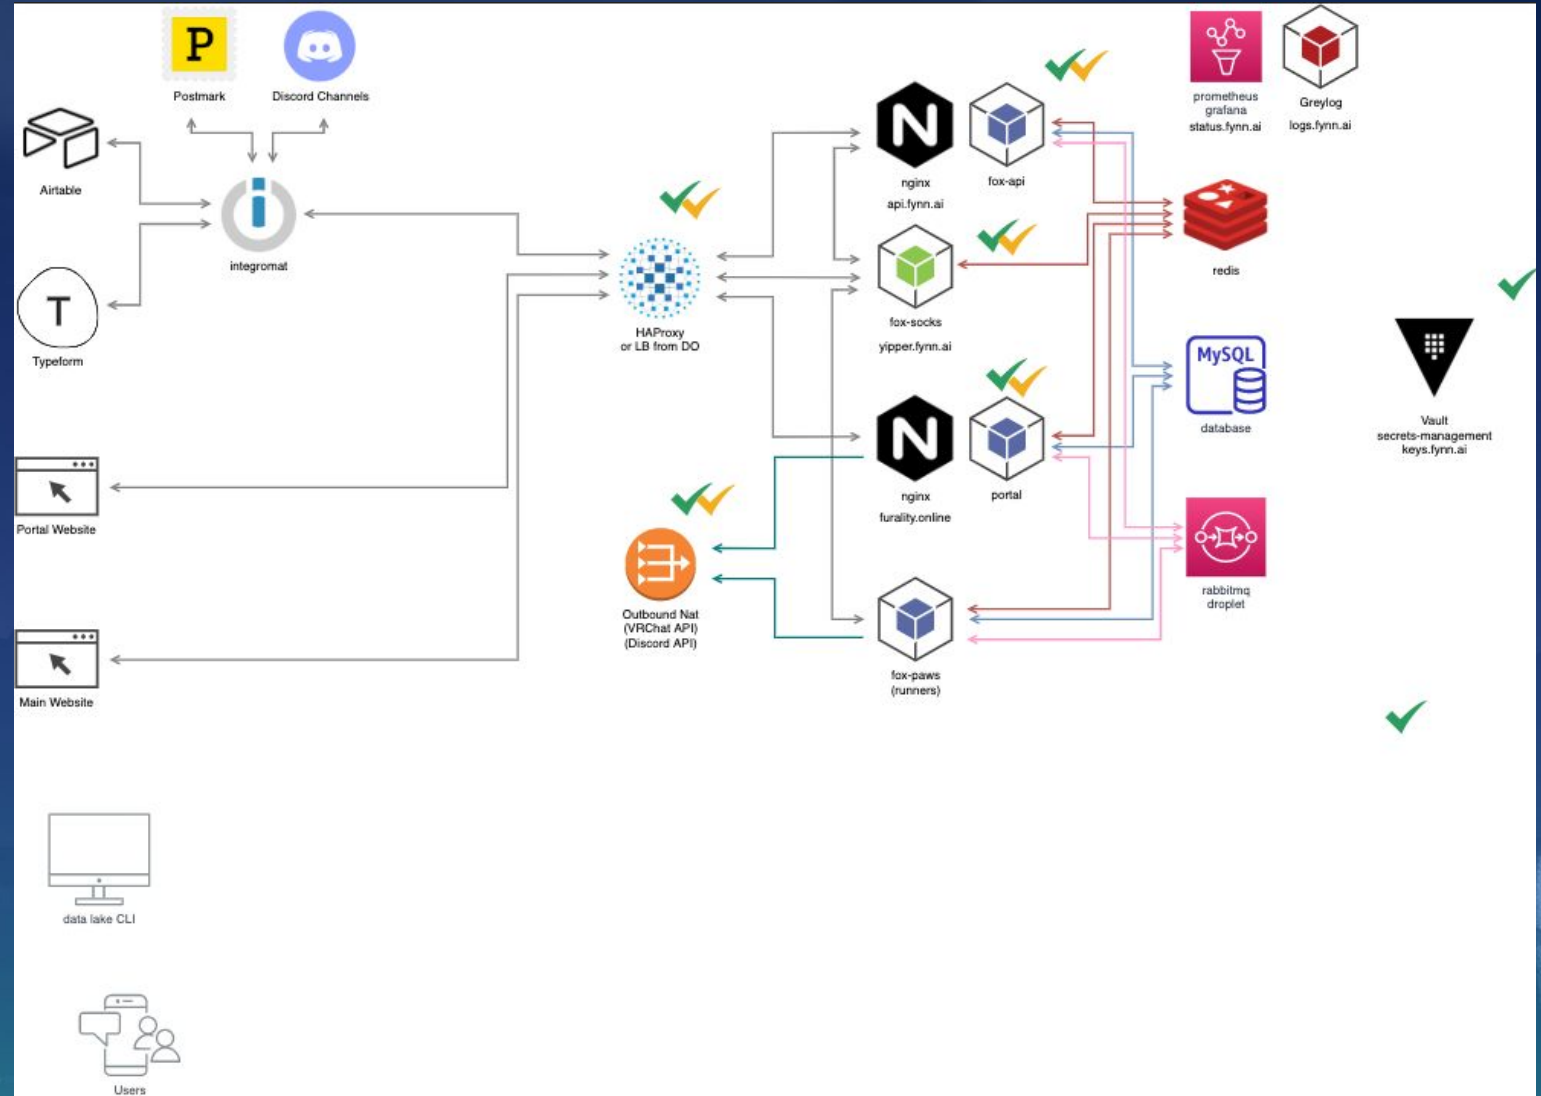 P
Postmark
Discord Channels
Airtable
integromat
T
Typeform
Portal Website
Main Website
data lake CLI
Users
HAProxy
or LB from DO
Outbound Nat
(VRChat API)
(Discord API)
N
nginx
api.fynn.ai
fox-api
fox-socks
yipper.fynn.ai
N
nginx
furality.online
portal
fox-paws
(runners)
prometheus
grafana
status.fynn.ai
Greylog
logs.fynn.ai
redis
MySQL
database
rabbitmq
droplet
Vault
secrets-management
keys.fynn.ai